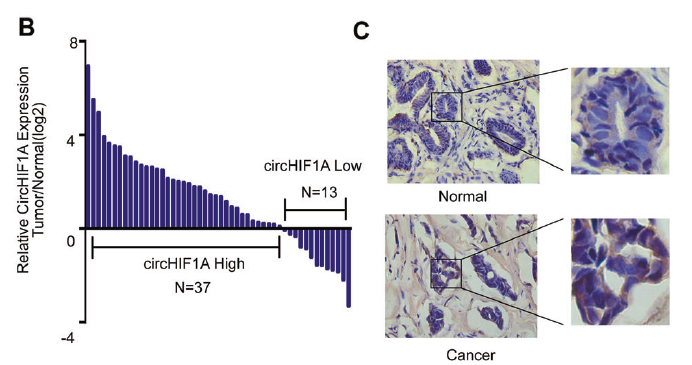 B
C
8
4
0
-4
Relative CircHIF1A Expression
Tumor/Normal(log2)
circHIF1A Low
N=13
circHIF1A High
N=37
Normal
Cancer